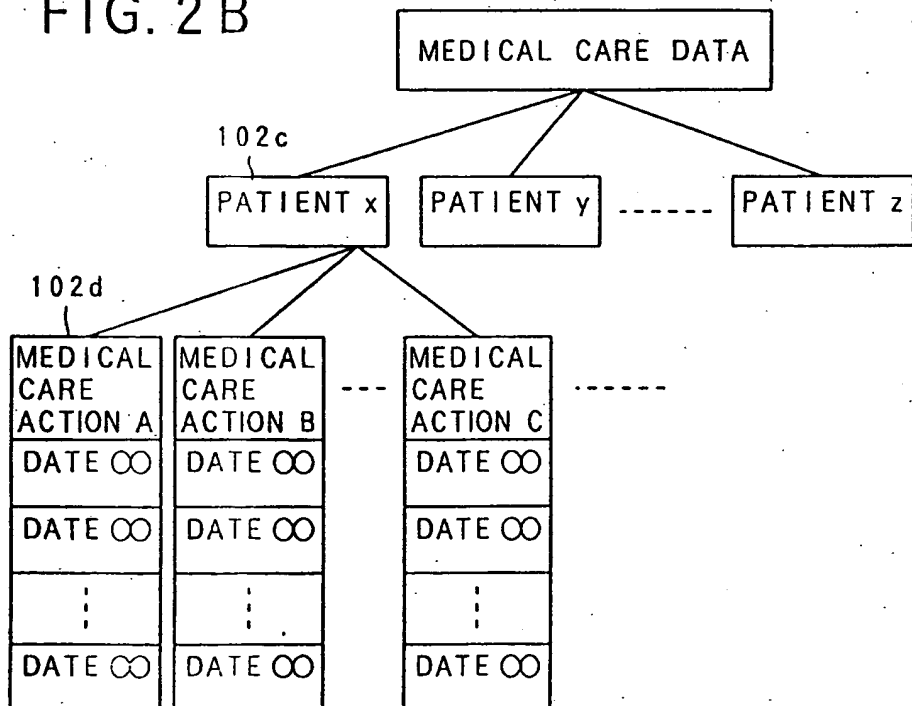 FIG. 2B
MEDICAL CARE DATA
102c
PATIENT x
PATIENT y
PATIENT z
102d
MEDICAL
CARE
ACTION A
DATE ○○
DATE ○○
DATE ○○
MEDICAL
CARE
ACTION B
DATE ○○
DATE ○○
DATE ○○
MEDICAL
CARE
ACTION C
DATE ○○
DATE ○○
DATE ○○